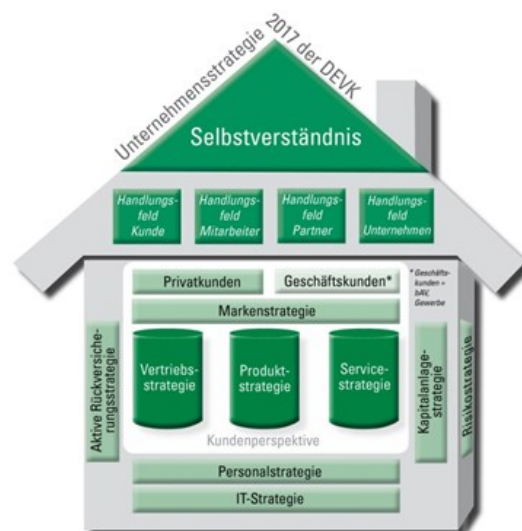 Unternehmensstrategie 2017 der DEVK
Selbstverständnis
Handlungs-
feld
Kunde
Handlungs-
feld
Mitarbeiter
Handlungs-
feld
Partner
Handlungs-
feld
Unternehmen
Privatkunden
Geschäftskunden*
* Geschäfts-
kunden =
bAV,
Gewerbe
Markenstrategie
Aktive Rückversiche-
rungsstrategie
Vertriebs-
strategie
Produkt-
strategie
Service-
strategie
Kapitalanlage-
strategie
Risikostrategie
Kundenperspektive
Personalstrategie
IT-Strategie